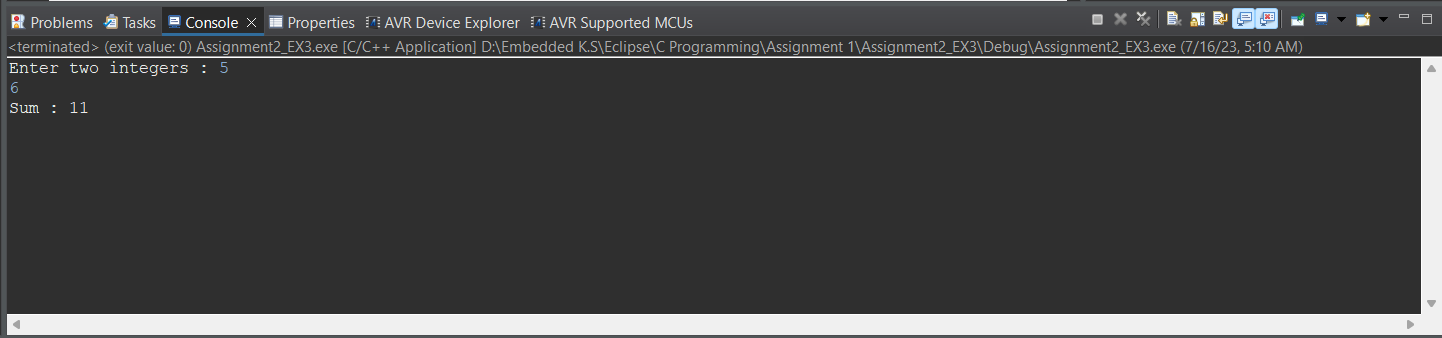 Problems Tasks Console Properties AVR Device Explorer AVR Supported MCUs
<terminated> (exit value: 0) Assignment2_EX3.exe [C/C++ Application] D:\Embedded K.S\Eclipse\C Programming\Assignment 1\Assignment2_EX3\Debug\Assignment2_EX3.exe (7/16/23, 5:10 AM)
Enter two integers : 5
6
Sum : 11